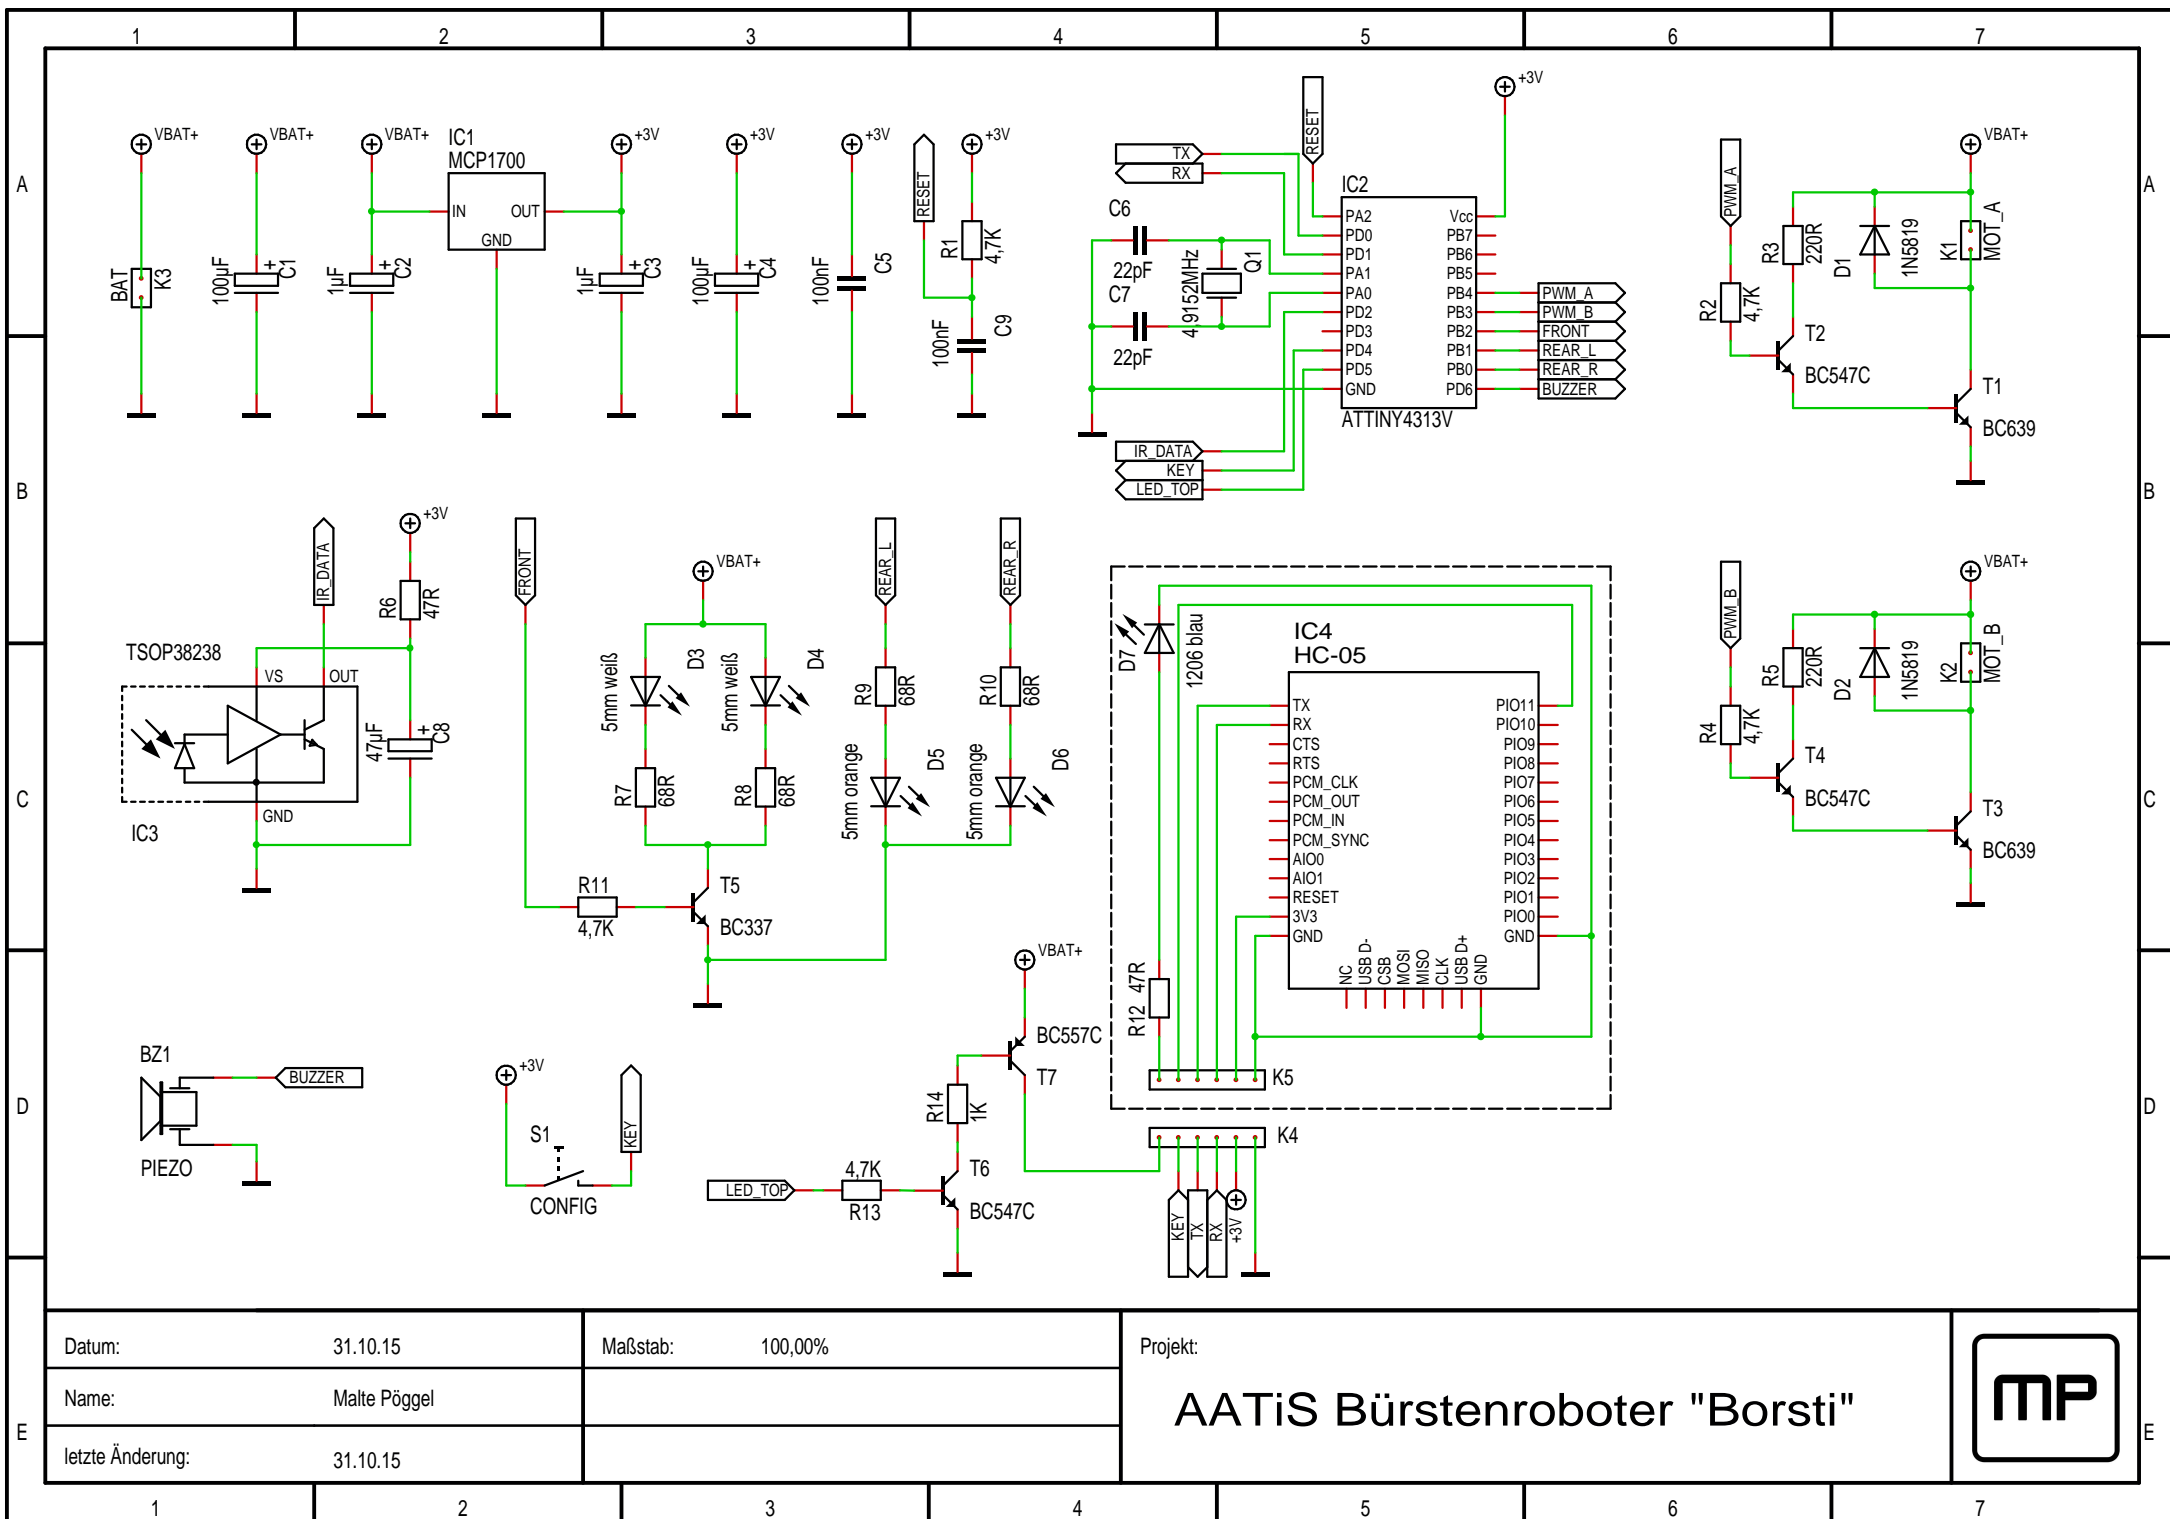 1 2 3 4 5 6 7
A
A
B
B
C
C
D
D
E
E
VBAT+
BAT
K3
VBAT+
100µF
C1
VBAT+
1µF
C2
IC1
MCP1700
IN
OUT
GND
+3V
1µF
C3
+3V
100µF
C4
+3V
100nF
C5
RESET
+3V
R1
4,7K
100nF
C9
TX
RX
RESET
+3V
C6
22pF
C7
22pF
4,9152MHz
Q1
IC2
PA2
PD0
PD1
PA1
PA0
PD2
PD3
PD4
PD5
GND
Vcc
PB7
PB6
PB5
PB4
PB3
PB2
PB1
PB0
PD6
ATTINY4313V
PWM_A
PWM_B
FRONT
REAR_L
REAR_R
BUZZER
IR_DATA
KEY
LED_TOP
PWM_A
R2
4,7K
R3
220R
D1
1N5819
VBAT+
K1
MOT_A
T2
BC547C
T1
BC639
IR_DATA
+3V
R6
47R
TSOP38238
VS
OUT
GND
IC3
47µF
C8
FRONT
VBAT+
5mm weiß
D3
5mm weiß
D4
R7
68R
R8
68R
R11
4,7K
T5
BC337
REAR_L
R9
68R
5mm orange
D5
REAR_R
R10
68R
5mm orange
D6
D7
1206 blau
IC4
HC-05
TX
RX
CTS
RTS
PCM_CLK
PCM_OUT
PCM_IN
PCM_SYNC
AIO0
AIO1
RESET
3V3
GND
PIO11
PIO10
PIO9
PIO8
PIO7
PIO6
PIO5
PIO4
PIO3
PIO2
PIO1
PIO0
GND
NC
USB D-
CSB
MOSI
MISO
CLK
USB D+
GND
R12 47R
K5
PWM_B
R4
4,7K
R5
220R
D2
1N5819
VBAT+
K2
MOT_B
T4
BC547C
T3
BC639
BZ1
BUZZER
PIEZO
+3V
S1
CONFIG
KEY
LED_TOP
4,7K
R13
R14
1K
T6
BC547C
VBAT+
BC557C
T7
K4
KEY
TX
RX
+3V
Datum: 31.10.15
Maßstab: 100,00%
Name: Malte Pöggel
letzte Änderung: 31.10.15
Projekt:
AATiS Bürstenroboter "Borsti"
MP
1 2 3 4 5 6 7